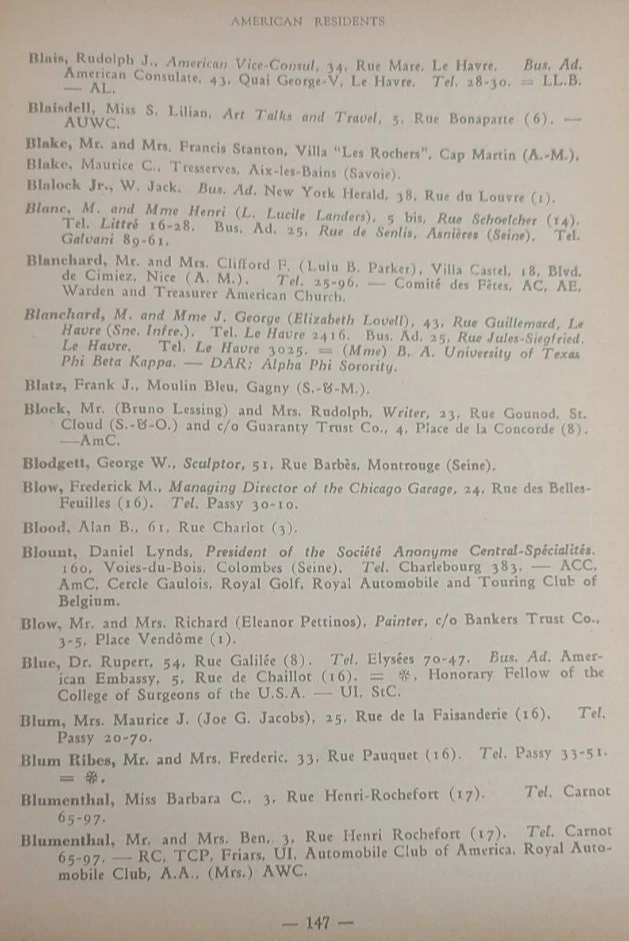 AMERICAN RESIDENTS
Blais, Rudolph J., American Vice-Consul, 34, Rue Mare, Le Havre. Bus. Ad.
American Consulate, 43, Quai George-V, Le Havre. Tel. 28-30. = LL.B.
— AL.
Blaisdell, Miss S. Lilian, Art Talks and Travel, 5, Rue Bonaparte (6). —
AUWC.
Blake, Mr. and Mrs. Francis Stanton, Villa "Les Rochers", Cap Martin (A.-M.).
Blake, Maurice C., Tresserves, Aix-les-Bains (Savoie).
Blalock Jr., W. Jack. Bus. Ad. New York Herald, 38, Rue du Louvre (1).
Blanc, M. and Mme Henri (L. Lucile Landers), 5 bis, Rue Schoelcher (14).
Tel. Littré 16-28. Bus. Ad. 25, Rue de Senlis, Asnières (Seine). Tel.
Galvani 89-61.
Blanchard, Mr. and Mrs. Clifford F. (Lulu B. Parker), Villa Castel, 18, Blvd.
de Cimiez, Nice (A. M.). Tel. 25-96. — Comité des Fêtes, AC, AE,
Warden and Treasurer American Church.
Blanchard, M. and Mme J. George (Elizabeth Lovell), 43, Rue Guillemard, Le
Havre (Sne. Infre.). Tel. Le Havre 2416. Bus. Ad. 25, Rue Jules-Siegfried,
Le Havre. Tel. Le Havre 3025. = (Mme) B. A. University of Texas
Phi Beta Kappa. — DAR; Alpha Phi Sorority.
Blatz, Frank J., Moulin Bleu, Gagny (S.-&-M.).
Block, Mr. (Bruno Lessing) and Mrs. Rudolph, Writer, 23, Rue Gounod, St.
Cloud (S.-&-O.) and c/o Guaranty Trust Co., 4, Place de la Concorde (8).
—AmC.
Blodgett, George W., Sculptor, 51, Rue Barbès, Montrouge (Seine).
Blow, Frederick M., Managing Director of the Chicago Garage, 24, Rue des Belles-
Feuilles (16). Tel. Passy 30-10.
Blood, Alan B., 61, Rue Charlot (3).
Blount, Daniel Lynds, President of the Société Anonyme Central-Spécialités,
160, Voies-du-Bois, Colombes (Seine). Tel. Charlebourg 383. — ACC,
AmC, Cercle Gaulois, Royal Golf, Royal Automobile and Touring Club of
Belgium.
Blow, Mr. and Mrs. Richard (Eleanor Pettinos), Painter, c/o Bankers Trust Co.,
3-5, Place Vendôme (1).
Blue, Dr. Rupert, 54, Rue Galilée (8). Tel. Elysées 70-47. Bus. Ad. Amer-
ican Embassy, 5, Rue de Chaillot (16). = ※, Honorary Fellow of the
College of Surgeons of the U.S.A. — UI, StC.
Blum, Mrs. Maurice J. (Joe G. Jacobs), 25, Rue de la Faisanderie (16). Tel.
Passy 20-70.
Blum Ribes, Mr. and Mrs. Frederic, 33, Rue Pauquet (16). Tel. Passy 33-51.
= ※.
Blumenthal, Miss Barbara C., 3, Rue Henri-Rochefort (17). Tel. Carnot
65-97.
Blumenthal, Mr. and Mrs. Ben, 3, Rue Henri Rochefort (17). Tel. Carnot
65-97. — RC, TCP, Friars, UI, Automobile Club of America, Royal Auto-
mobile Club, A.A., (Mrs.) AWC.
— 147 —